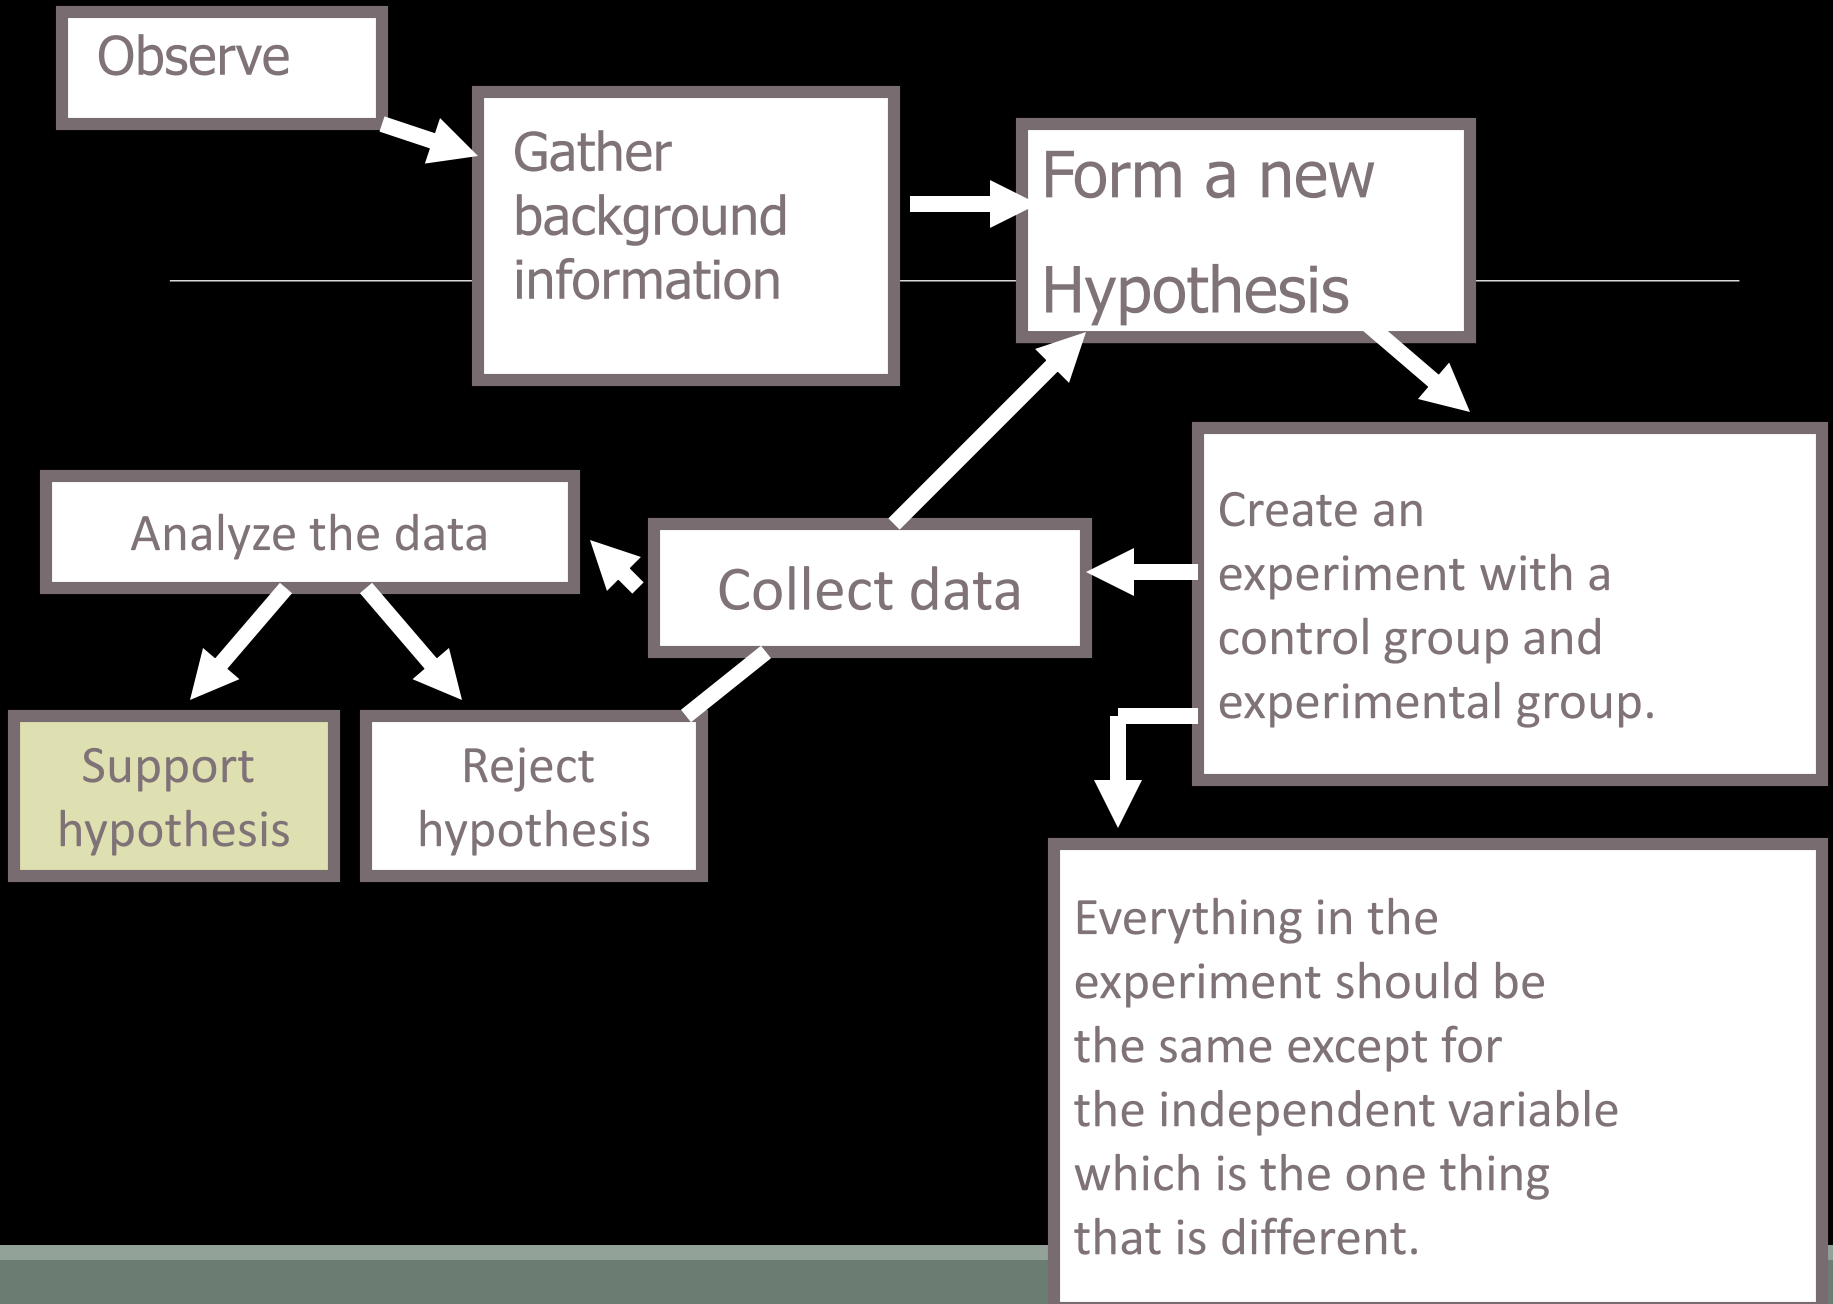 Observe
Gather
background
information
Form a new
Hypothesis
Create an
experiment with a
control group and
experimental group.
Collect data
Analyze the data
Support
hypothesis
Reject
hypothesis
Everything in the
experiment should be
the same except for
the independent variable
which is the one thing
that is different.